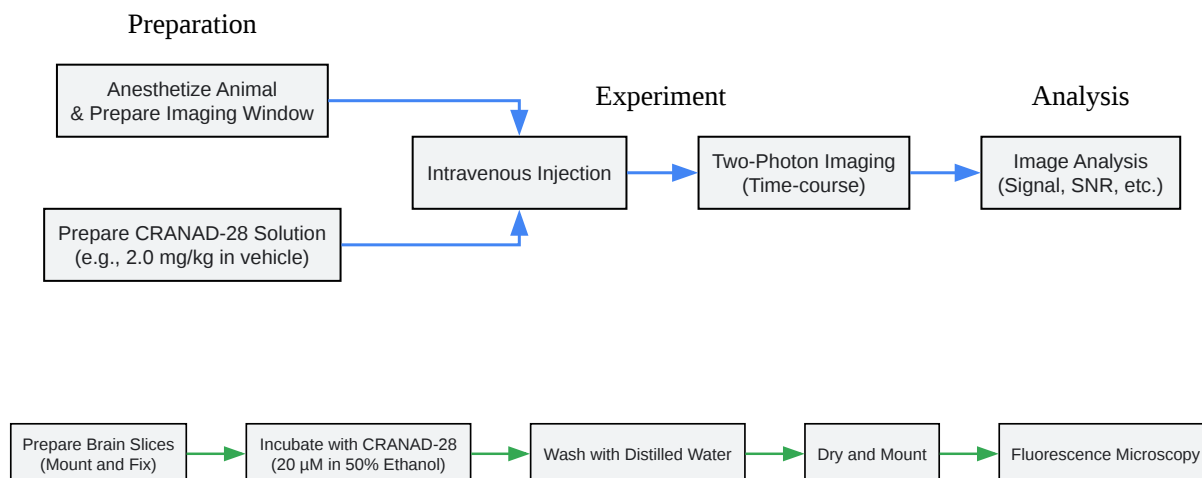 Preparation
Anesthetize Animal
& Prepare Imaging Window
Prepare CRANAD-28 Solution
(e.g., 2.0 mg/kg in vehicle)
Experiment
Intravenous Injection
Two-Photon Imaging
(Time-course)
Analysis
Image Analysis
(Signal, SNR, etc.)
Prepare Brain Slices
(Mount and Fix)
Incubate with CRANAD-28
(20 µM in 50% Ethanol)
Wash with Distilled Water
Dry and Mount
Fluorescence Microscopy